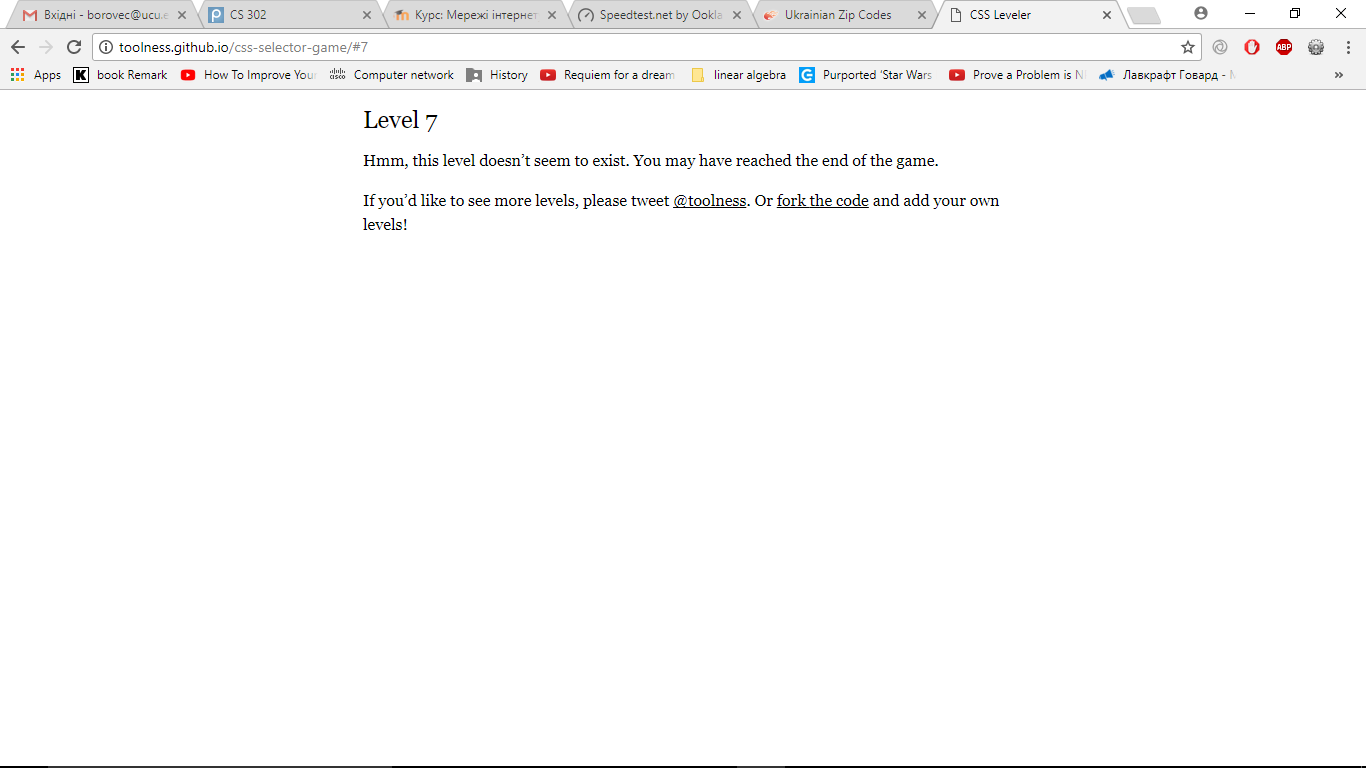 Вхідні - borovec@ucu.e
CS 302
Курс: Мережі інтернет
Speedtest.net by Ookla
Ukrainian Zip Codes
CSS Leveler
toolness.github.io/css-selector-game/#7
ABP
Apps
K
book Remark
How To Improve Your
cisco
Computer network
History
Requiem for a dream
linear algebra
Purported 'Star Wars
Prove a Problem is N
Лавкрафт Говард -
Level 7
Hmm, this level doesn’t seem to exist. You may have reached the end of the game.
If you’d like to see more levels, please tweet @toolness. Or fork the code and add your own
levels!